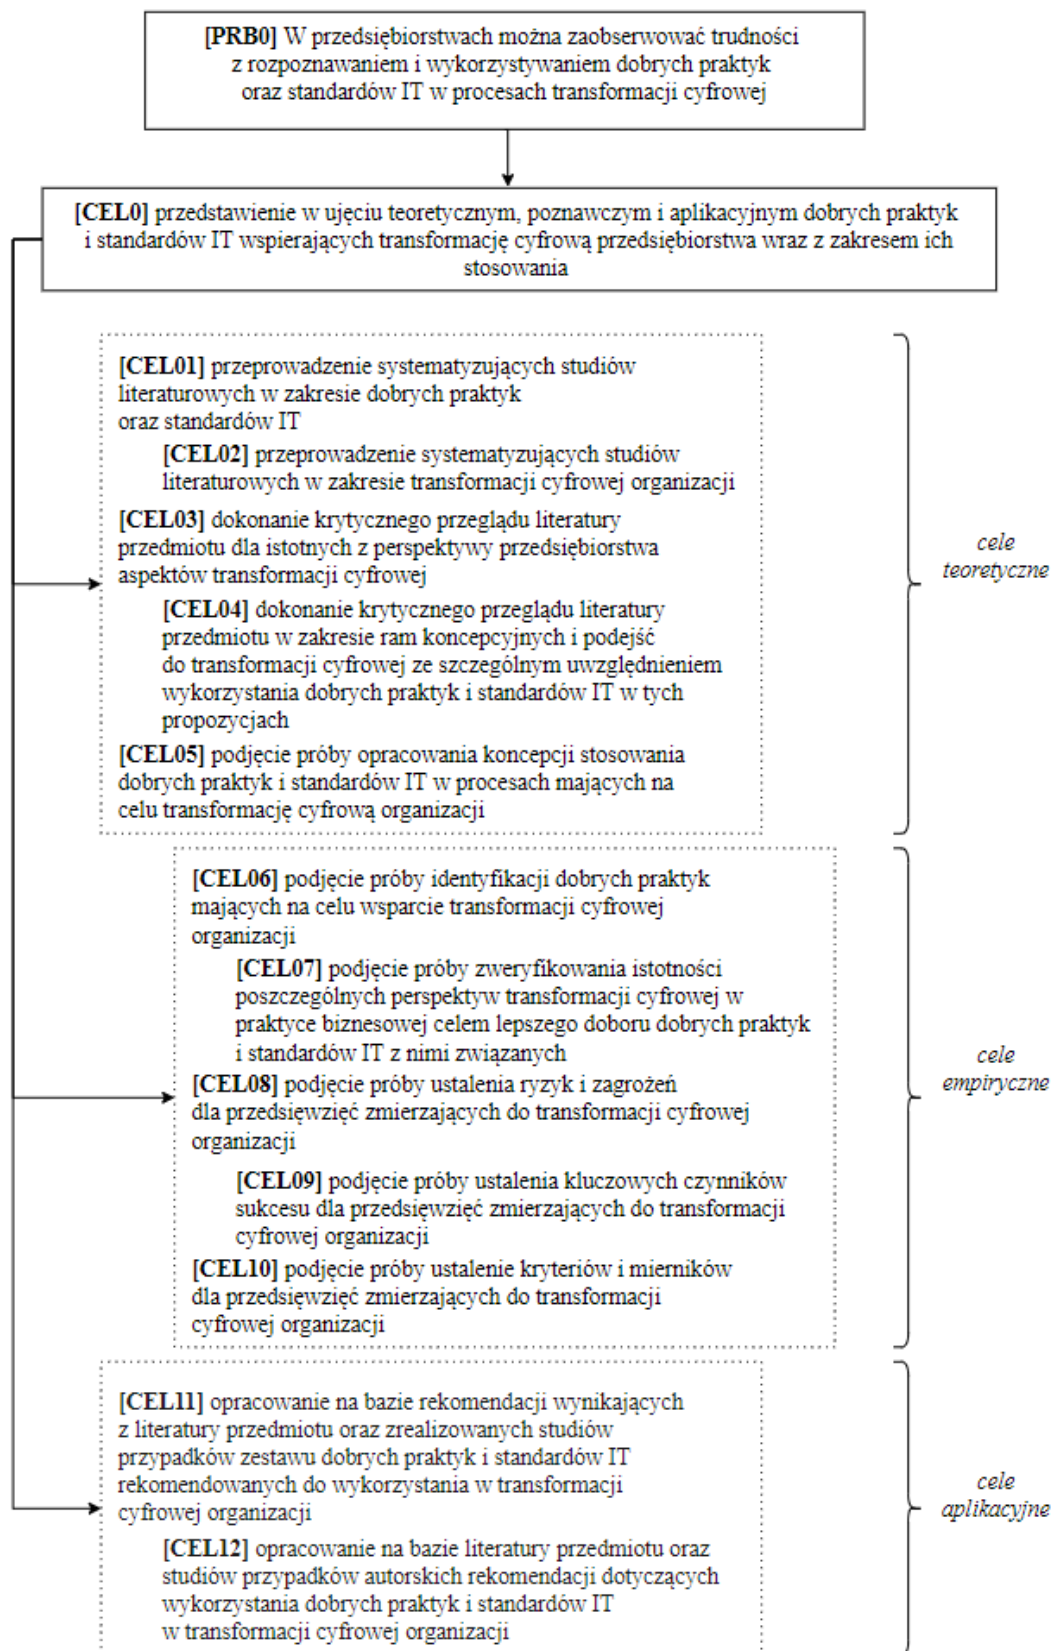 [PRB0] W przedsiębiorstwach można zaobserwować trudności
z rozpoznawaniem i wykorzystywaniem dobrych praktyk
oraz standardów IT w procesach transformacji cyfrowej
[CEL0] przedstawienie w ujęciu teoretycznym, poznawczym i aplikacyjnym dobrych praktyk
i standardów IT wspierających transformację cyfrową przedsiębiorstwa wraz z zakresem ich
stosowania
[CEL01] przeprowadzenie systematyzujących studiów
literaturowych w zakresie dobrych praktyk
oraz standardów IT
[CEL02] przeprowadzenie systematyzujących studiów
literaturowych w zakresie transformacji cyfrowej organizacji
[CEL03] dokonanie krytycznego przeglądu literatury
przedmiotu dla istotnych z perspektywy przedsiębiorstwa
aspektów transformacji cyfrowej
[CEL04] dokonanie krytycznego przeglądu literatury
przedmiotu w zakresie ram koncepcyjnych i podejść
do transformacji cyfrowej ze szczególnym uwzględnieniem
wykorzystania dobrych praktyk i standardów IT w tych
propozycjach
[CEL05] podjęcie próby opracowania koncepcji stosowania
dobrych praktyk i standardów IT w procesach mających na
celu transformację cyfrową organizacji
cele
teoretyczne
[CEL06] podjęcie próby identyfikacji dobrych praktyk
mających na celu wsparcie transformacji cyfrowej
organizacji
[CEL07] podjęcie próby zweryfikowania istotności
poszczególnych perspektyw transformacji cyfrowej w
praktyce biznesowej celem lepszego doboru dobrych praktyk
i standardów IT z nimi związanych
[CEL08] podjęcie próby ustalenia ryzyk i zagrożeń
dla przedsięwzięć zmierzających do transformacji cyfrowej
organizacji
[CEL09] podjęcie próby ustalenia kluczowych czynników
sukcesu dla przedsięwzięć zmierzających do transformacji
cyfrowej organizacji
[CEL10] podjęcie próby ustalenie kryteriów i mierników
dla przedsięwzięć zmierzających do transformacji
cyfrowej organizacji
cele
empiryczne
[CEL11] opracowanie na bazie rekomendacji wynikających
z literatury przedmiotu oraz zrealizowanych studiów
przypadków zestawu dobrych praktyk i standardów IT
rekomendowanych do wykorzystania w transformacji
cyfrowej organizacji
[CEL12] opracowanie na bazie literatury przedmiotu oraz
studiów przypadków autorskich rekomendacji dotyczących
wykorzystania dobrych praktyk i standardów IT
w transformacji cyfrowej organizacji
cele
aplikacyjne